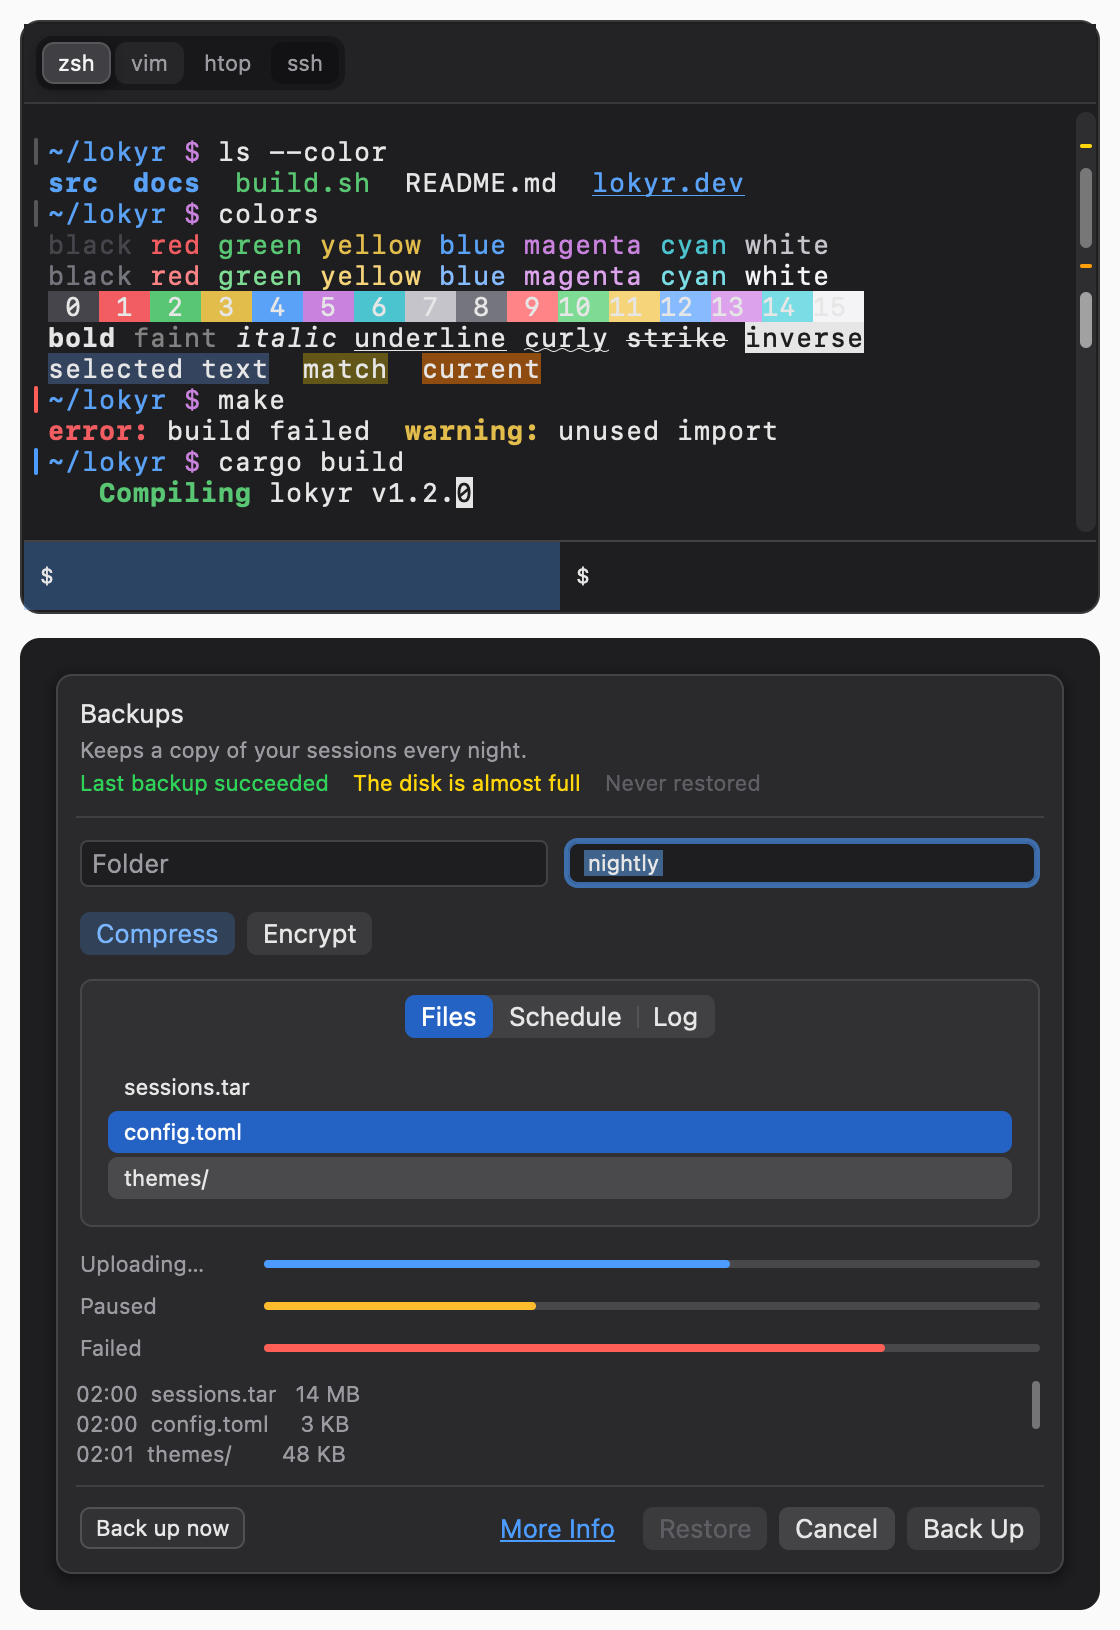 zsh vim htop ssh
~/lokyr $ ls --color
src docs build.sh README.md lokyr.dev
~/lokyr $ colors
black red green yellow blue magenta cyan white
black red green yellow blue magenta cyan white
0 1 2 3 4 5 6 7 8 9 10 11 12 13 14 15
bold faint italic underline curly strike inverse
selected text match current
~/lokyr $ make
error: build failed warning: unused import
~/lokyr $ cargo build
Compiling lokyr v1.2.0
$ $
Backups
Keeps a copy of your sessions every night.
Last backup succeeded The disk is almost full Never restored
Folder nightly
Compress Encrypt
Files Schedule Log
sessions.tar
config.toml
themes/
Uploading...
Paused
Failed
02:00 sessions.tar 14 MB
02:00 config.toml 3 KB
02:01 themes/ 48 KB
Back up now More Info Restore Cancel Back Up